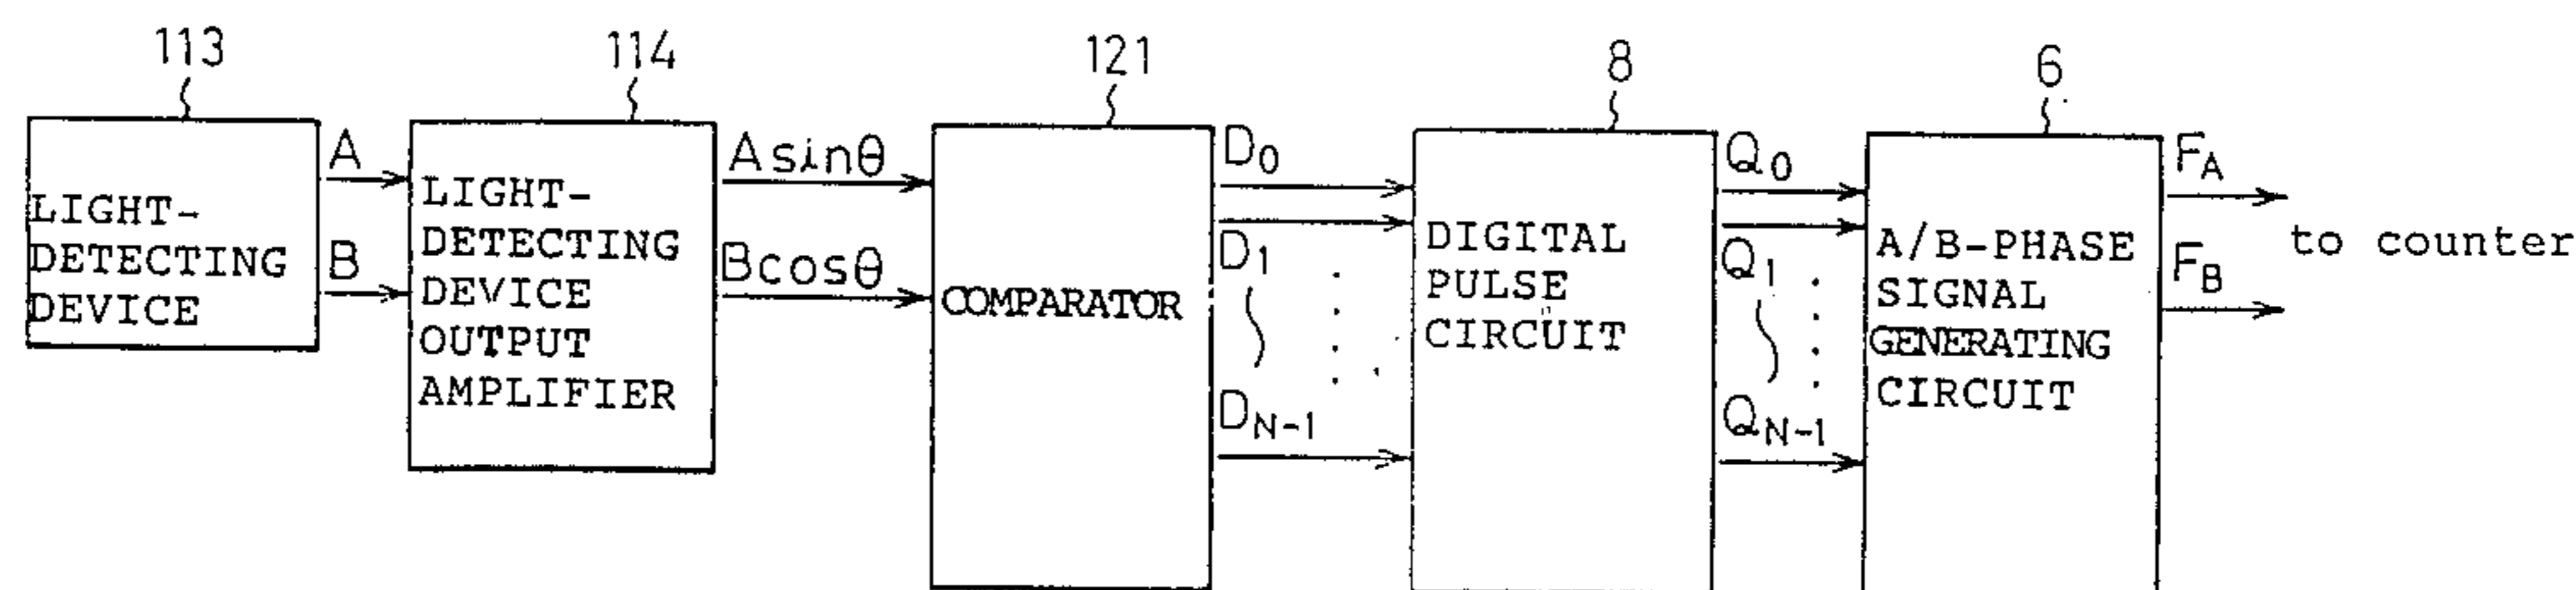 113
114
121
8
6
LIGHT-
DETECTING
DEVICE
A
B
LIGHT-
DETECTING
DEVICE
OUTPUT
AMPLIFIER
Asinθ
Bcosθ
COMPARATOR
D0
D1
DN-1
DIGITAL
PULSE
CIRCUIT
Q0
Q1
QN-1
A/B-PHASE
SIGNAL
GENERATING
CIRCUIT
FA
FB
to counter